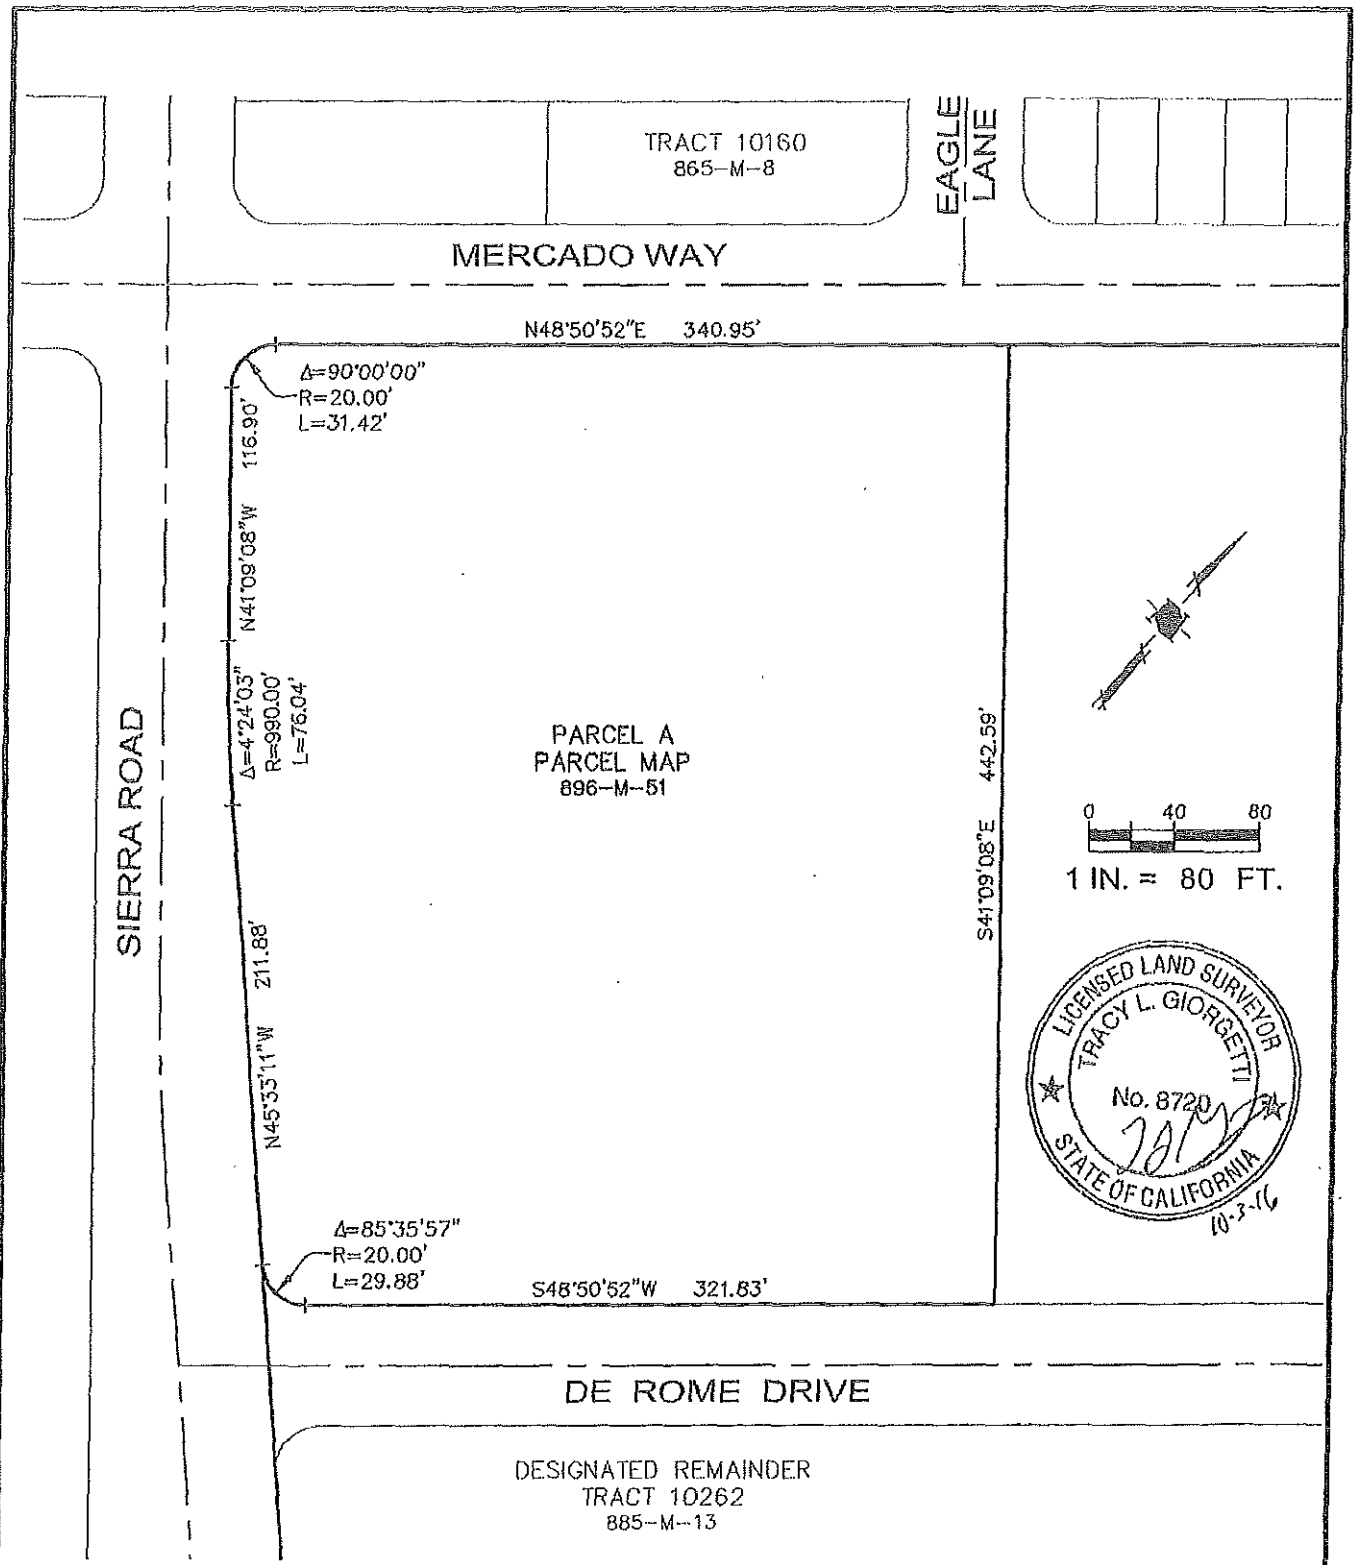 TRACT 10160
865-M-8
EAGLE
LANE
MERCADO WAY
N48°50'52"E 340.95'
Δ=90°00'00"
R=20.00'
L=31.42'
N41°09'08"W 116.90'
Δ=4°24'03"
R=990.00'
L=76.04'
SIERRA ROAD
PARCEL A
PARCEL MAP
896-M-51
S41°09'08"E 442.59'
0 40 80
1 IN. = 80 FT.
N45°33'11"W 211.88'
LICENSED LAND SURVEYOR
TRACY L. GIORGETTI
No. 8720
STATE OF CALIFORNIA
10-3-16
Δ=85°35'57"
R=20.00'
L=29.88'
S48°50'52"W 321.83'
DE ROME DRIVE
DESIGNATED REMAINDER
TRACT 10262
885-M-13